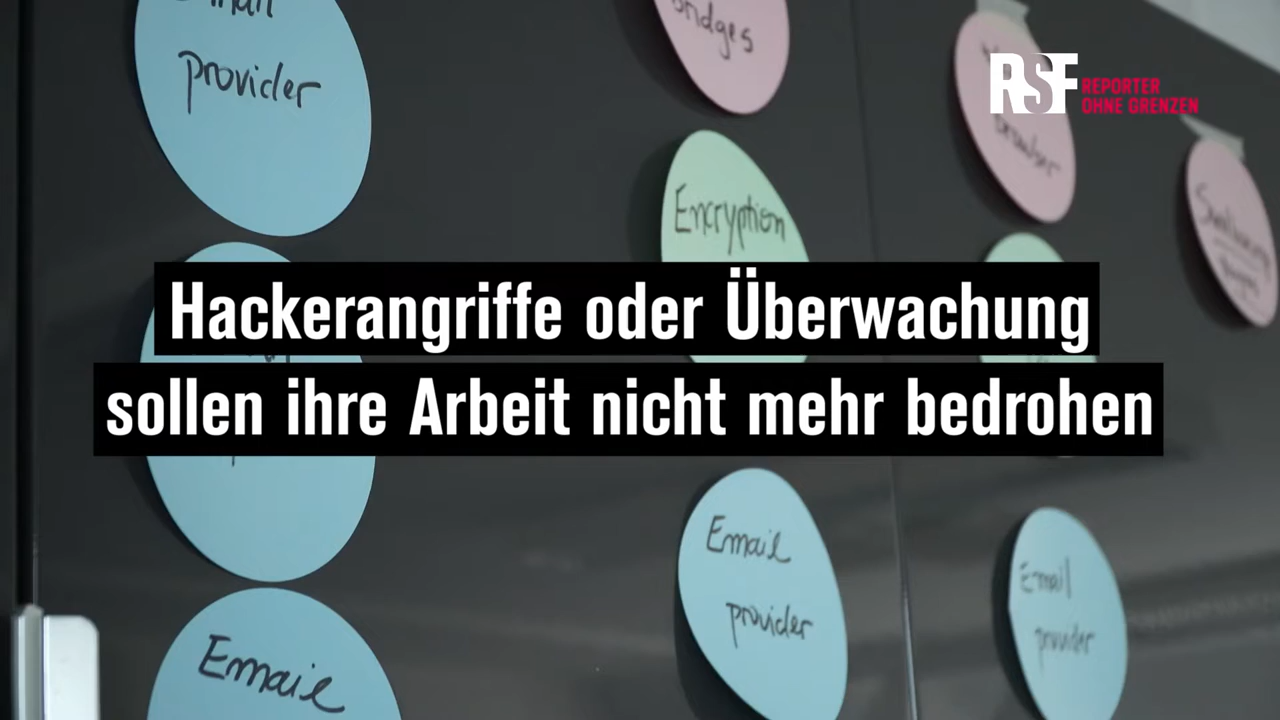 provider
RSF
REPORTER
OHNE GRENZEN
Encryption
Hackerangriffe oder Überwachung
sollen ihre Arbeit nicht mehr bedrohen
Email
provider
Email
provider
Email